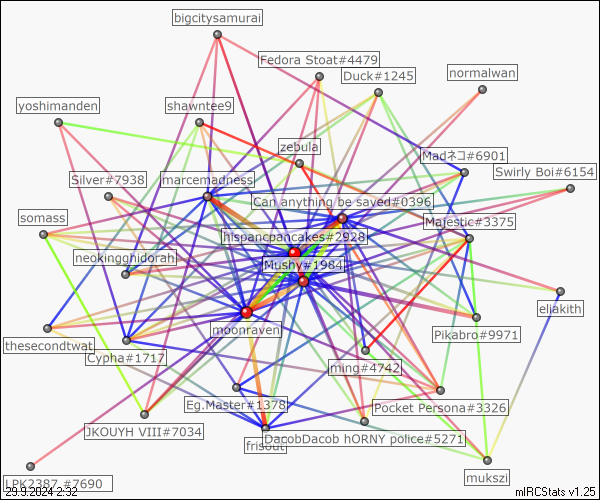 bigcitysamurai
Fedora Stoat#4479
Duck#1245
normalwan
yoshimanden
shawntee9
zebula
Madネコ#6901
Swirly Boi#6154
Silver#7938
marcemadness
Can anything be saved#0396
somass
Majestic#3375
hispancpancakes#2928
neokingghidorah
Mushy#1984
eliakith
moonraven
Pikabro#9971
thesecondtwat
Cypha#1717
ming#4742
Eg.Master#1378
Pocket Persona#3326
JKOUYH VIII#7034
DacobDacob hORNY police#5271
frisout
mukszi
LPK2387_#7690
29.9.2024 2:32
mIRCStats v1.25